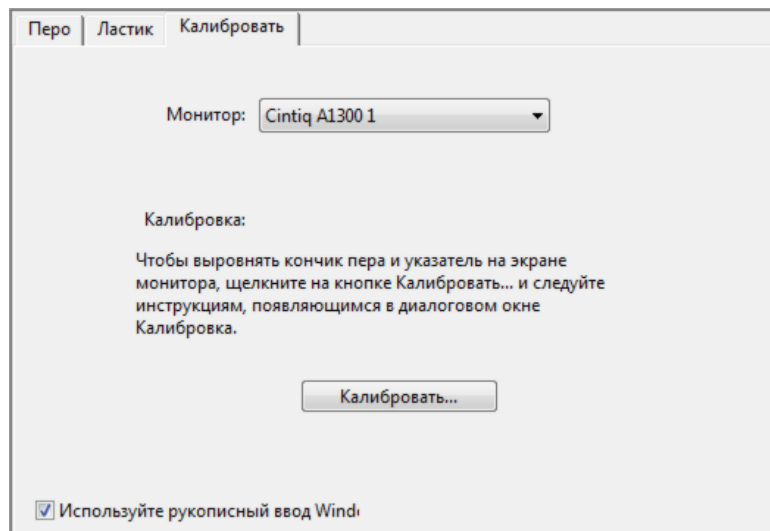 Перо Ластик Калибровать
Монитор: Cintiq A1300 1
Калибровка:
Чтобы выровнять кончик пера и указатель на экране
монитора, щелкните на кнопке Калибровать... и следуйте
инструкциям, появляющимся в диалоговом окне
Калибровка.
Калибровать...
Используйте рукописный ввод Wind